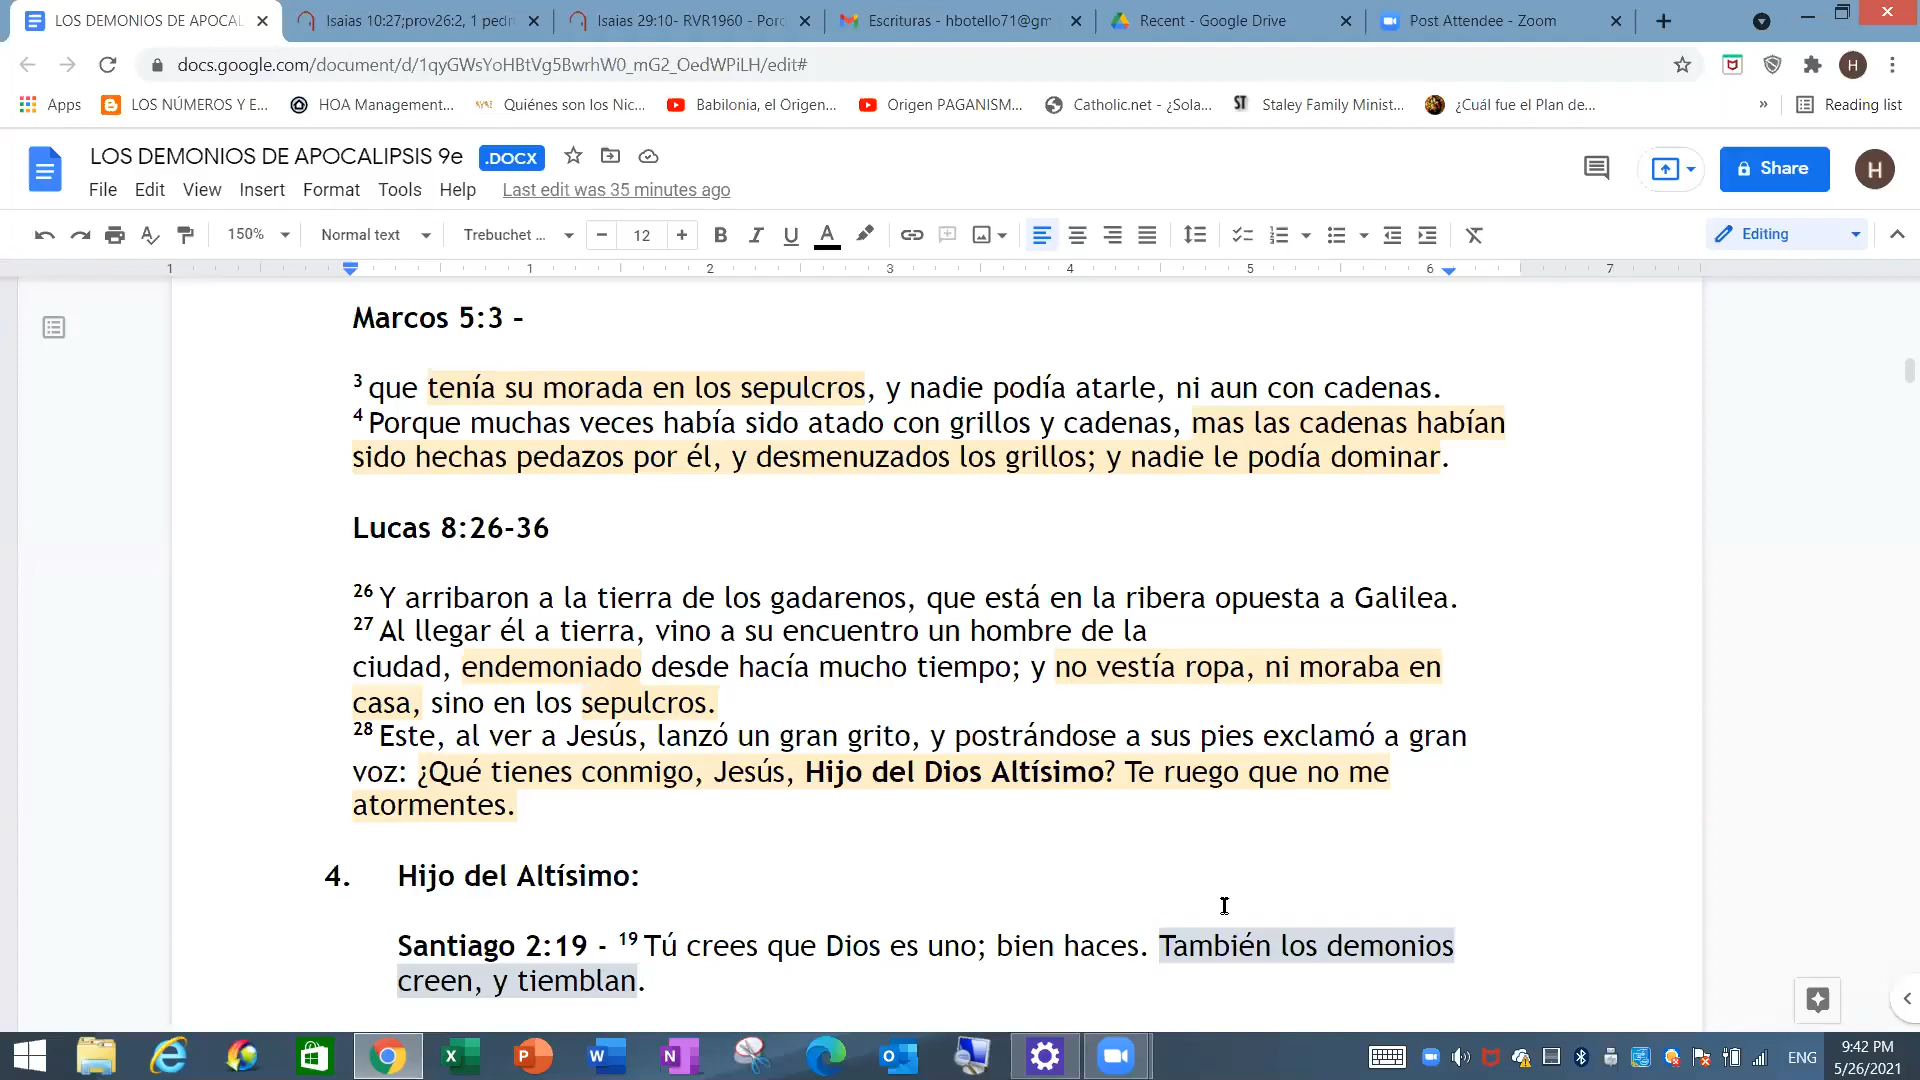 LOS DEMONIOS DE APOCAL
Isaias 10:27;prov26:2, 1 pedr
Isaias 29:10- RVR1960 - Porq
Escrituras - hbotello71@gm
Recent - Google Drive
Post Attendee - Zoom
docs.google.com/document/d/1qyGWsYoHBtVg5BwrhW0_mG2_OedWPiLH/edit#
H
Apps
LOS NÚMEROS Y E...
HOA Management...
Quiénes son los Nic...
Babilonia, el Origen...
Origen PAGANISM...
Catholic.net - ¿Sola...
ST Staley Family Minist...
¿Cuál fue el Plan de...
»
Reading list
LOS DEMONIOS DE APOCALIPSIS 9e
.DOCX
File Edit View Insert Format Tools Help
Last edit was 35 minutes ago
Share
H
150%
Normal text
Trebuchet ...
12
B I U A
Editing
1 1 2 3 4 5 6 7
Marcos 5:3 –
3 que tenía su morada en los sepulcros, y nadie podía atarle, ni aun con cadenas.
4 Porque muchas veces había sido atado con grillos y cadenas, mas las cadenas habían
sido hechas pedazos por él, y desmenuzados los grillos; y nadie le podía dominar.
Lucas 8:26-36
26 Y arribaron a la tierra de los gadarenos, que está en la ribera opuesta a Galilea.
27 Al llegar él a tierra, vino a su encuentro un hombre de la
ciudad, endemoniado desde hacía mucho tiempo; y no vestía ropa, ni moraba en
casa, sino en los sepulcros.
28 Este, al ver a Jesús, lanzó un gran grito, y postrándose a sus pies exclamó a gran
voz: ¿Qué tienes conmigo, Jesús, Hijo del Dios Altísimo? Te ruego que no me
atormentes.
4. Hijo del Altísimo:
Santiago 2:19 - 19 Tú crees que Dios es uno; bien haces. También los demonios
creen, y tiemblan.
ENG
9:42 PM
5/26/2021